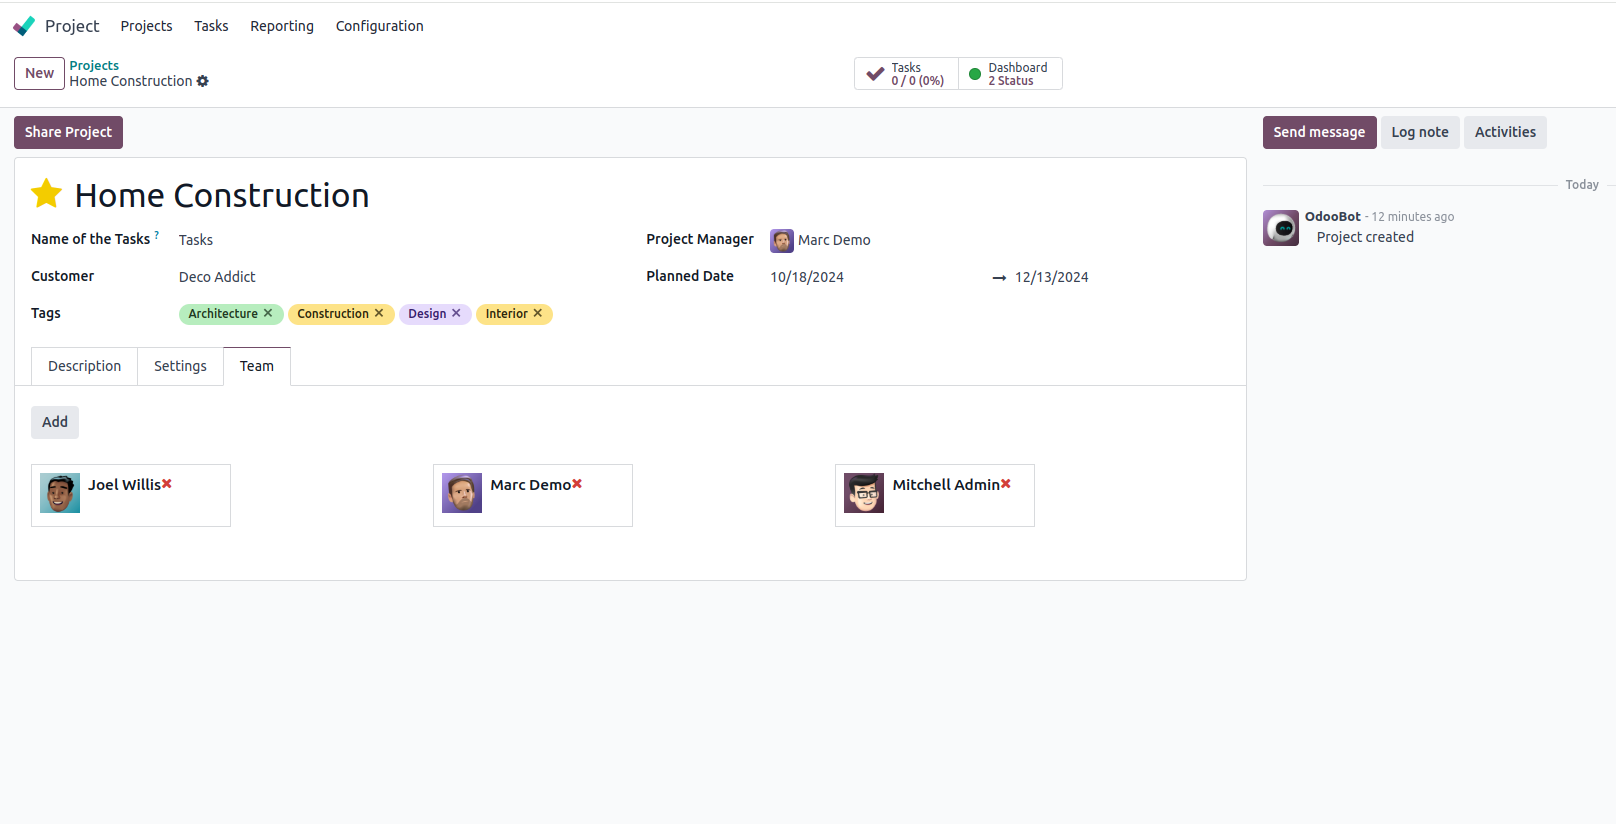 Project Projects Tasks Reporting Configuration
New
Projects
Home Construction
Tasks
0 / 0 (0%)
Dashboard
2 Status
Share Project
Send message Log note Activities
Home Construction
Today
OdooBot - 12 minutes ago
Project created
Name of the Tasks ? Tasks
Project Manager Marc Demo
Customer Deco Addict
Planned Date 10/18/2024 → 12/13/2024
Tags Architecture ✕ Construction ✕ Design ✕ Interior ✕
Description Settings Team
Add
Joel Willis✖ Marc Demo✖ Mitchell Admin✖